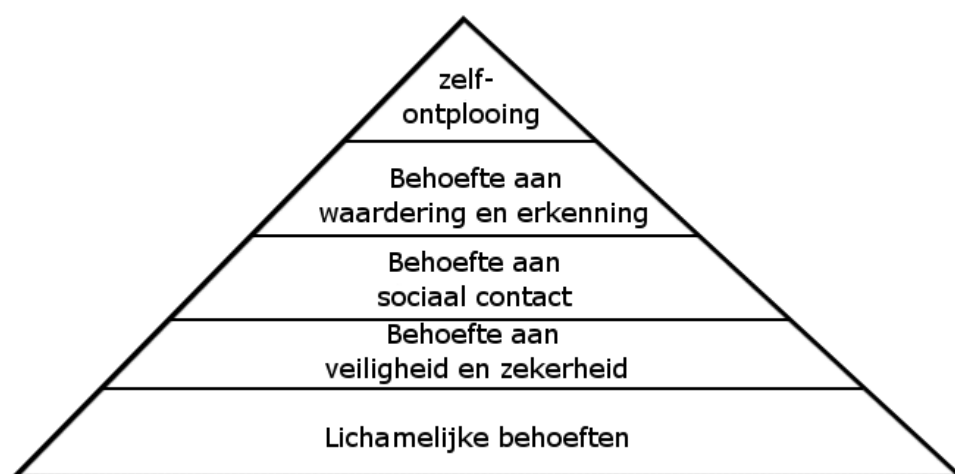 zelf-
ontplooing
Behoefte aan
waardering en erkenning
Behoefte aan
sociaal contact
Behoefte aan
veiligheid en zekerheid
Lichamelijke behoeften